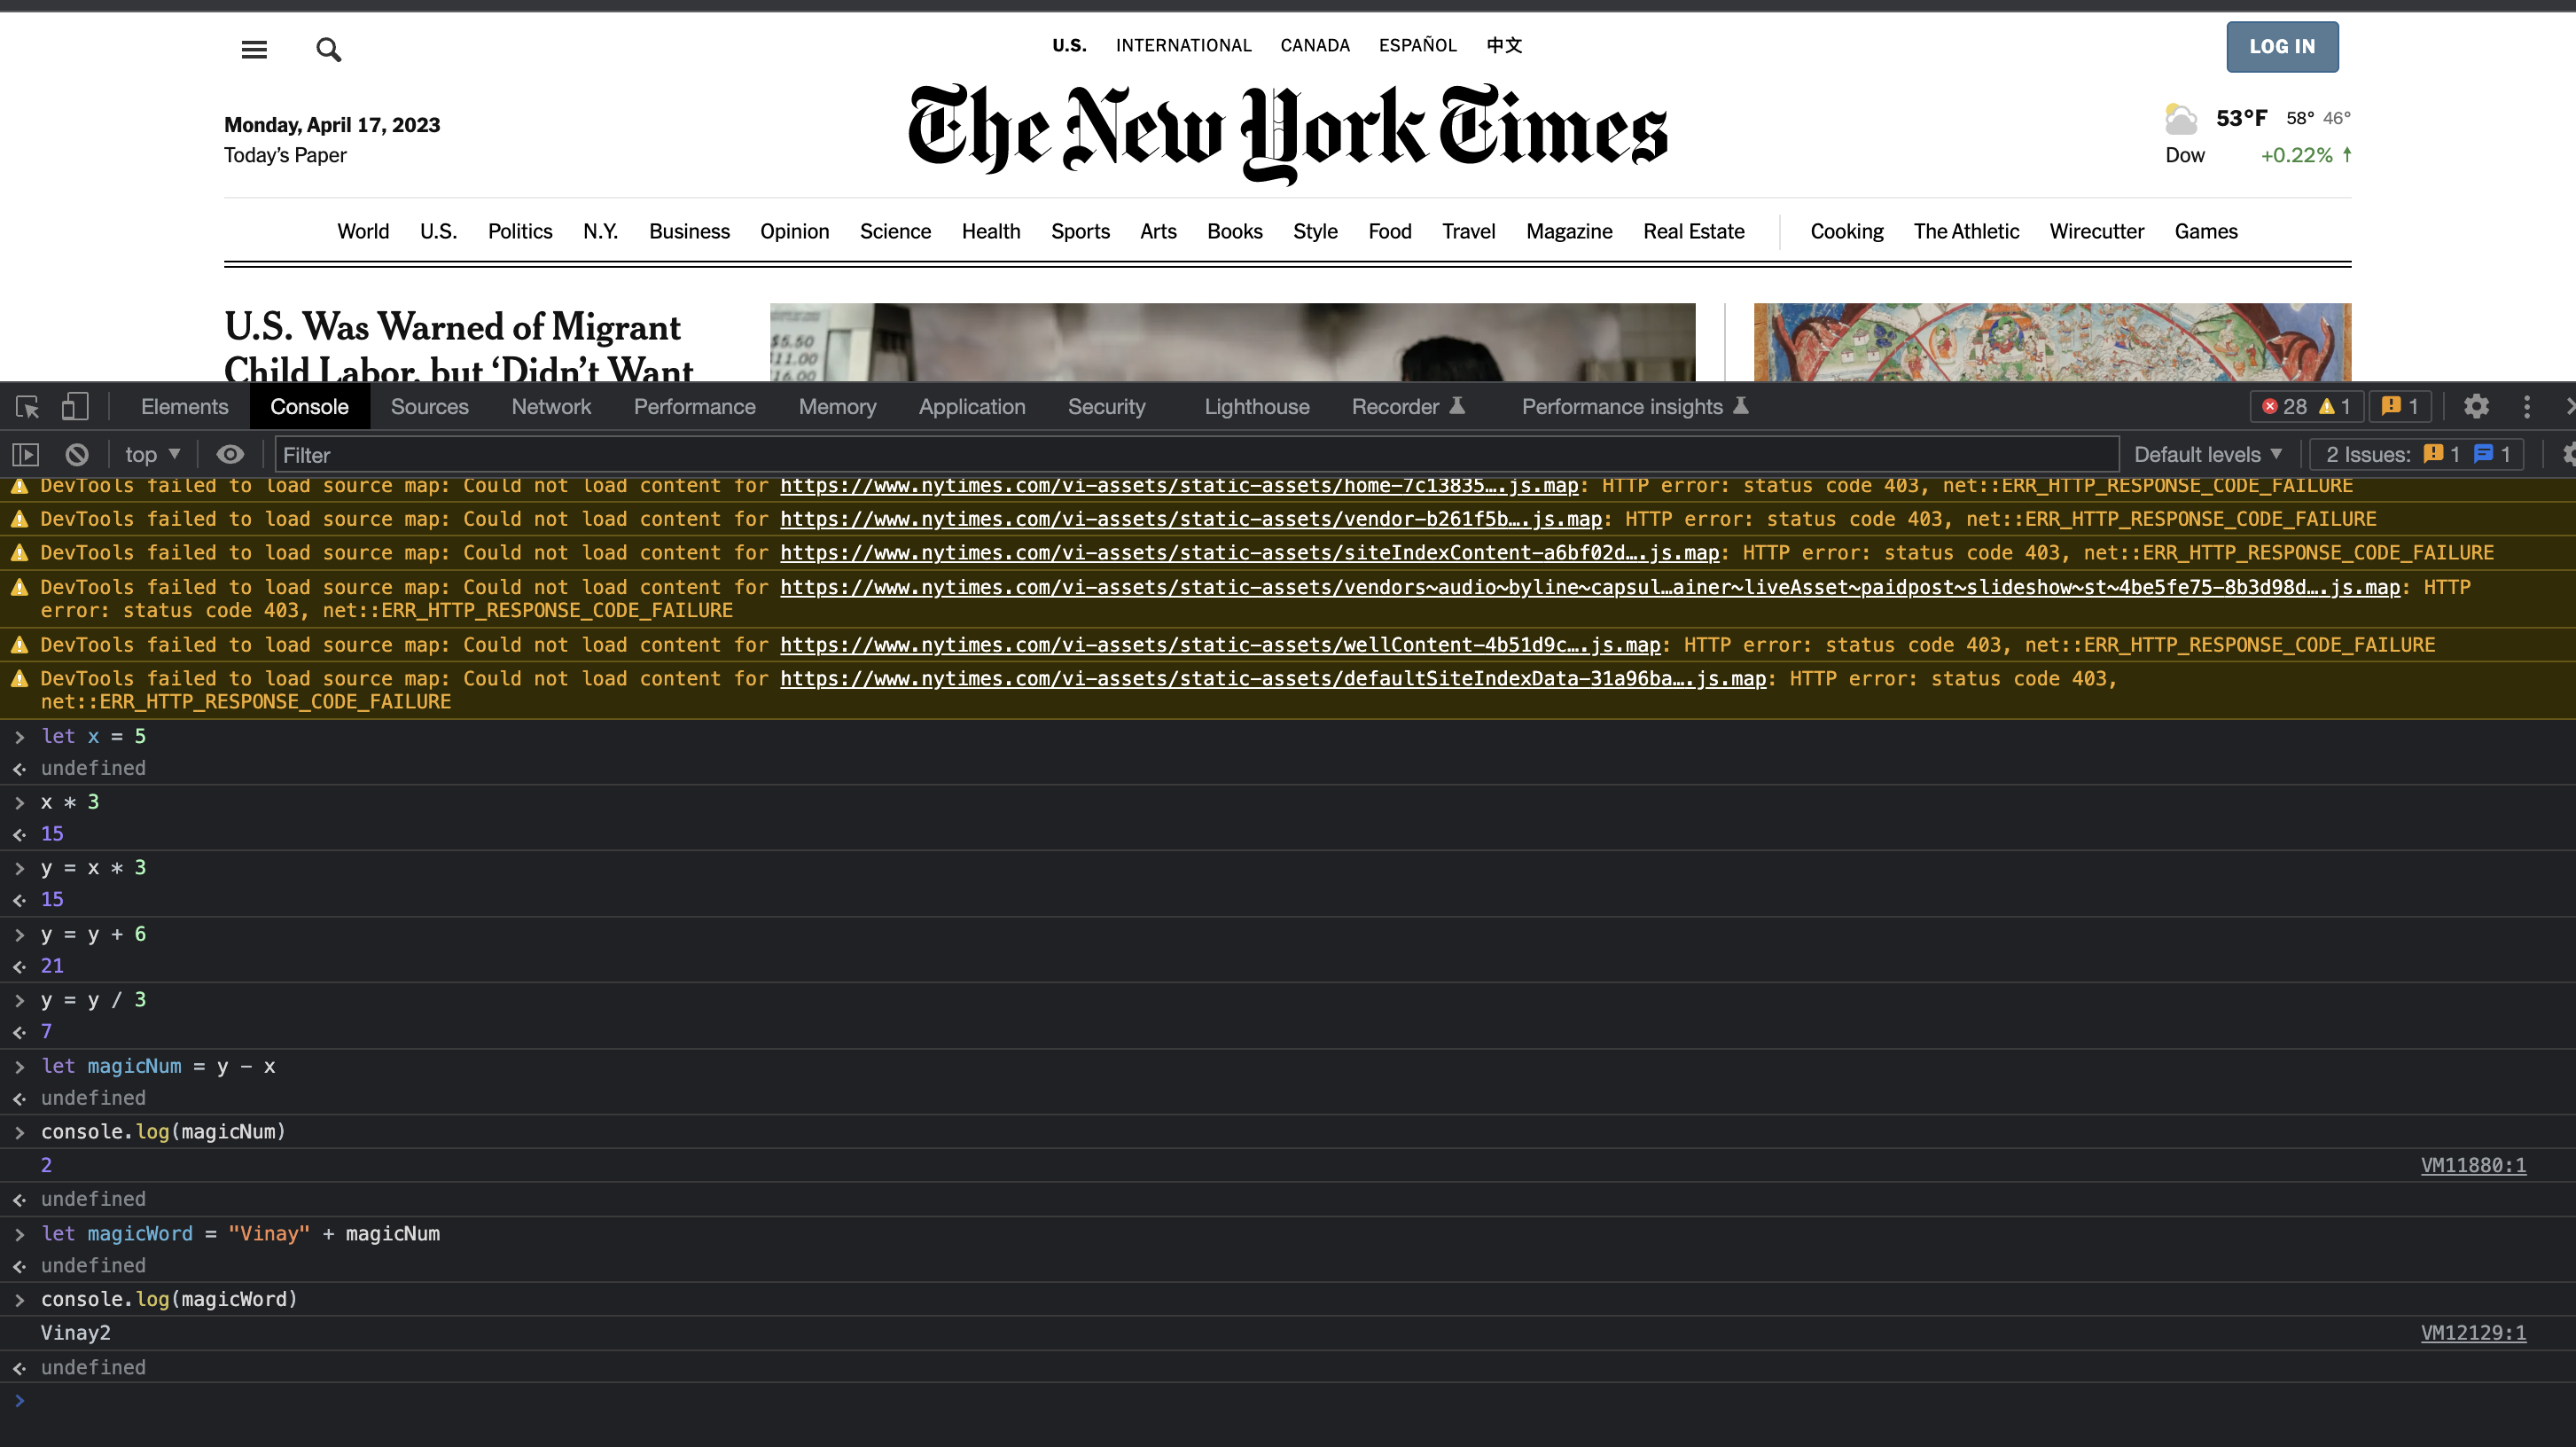 U.S. INTERNATIONAL CANADA ESPAÑOL 中文
LOG IN
Monday, April 17, 2023
Today's Paper
The New York Times
53°F 58° 46°
Dow +0.22% ↑
World U.S. Politics N.Y. Business Opinion Science Health Sports Arts Books Style Food Travel Magazine Real Estate Cooking The Athletic Wirecutter Games
U.S. Was Warned of Migrant
Child Labor, but ‘Didn’t Want
$5.50
11.00
16.00
Elements Console Sources Network Performance Memory Application Security Lighthouse Recorder Performance insights 28 1 1
top ▼ Filter Default levels ▼ 2 Issues: 1 1
DevTools failed to load source map: Could not load content for https://www.nytimes.com/vi-assets/static-assets/home-7c13835….js.map: HTTP error: status code 403, net::ERR_HTTP_RESPONSE_CODE_FAILURE
DevTools failed to load source map: Could not load content for https://www.nytimes.com/vi-assets/static-assets/vendor-b261f5b….js.map: HTTP error: status code 403, net::ERR_HTTP_RESPONSE_CODE_FAILURE
DevTools failed to load source map: Could not load content for https://www.nytimes.com/vi-assets/static-assets/siteIndexContent-a6bf02d….js.map: HTTP error: status code 403, net::ERR_HTTP_RESPONSE_CODE_FAILURE
DevTools failed to load source map: Could not load content for https://www.nytimes.com/vi-assets/static-assets/vendors~audio~byline~capsul…ainer~liveAsset~paidpost~slideshow~st~4be5fe75-8b3d98d….js.map: HTTP
error: status code 403, net::ERR_HTTP_RESPONSE_CODE_FAILURE
DevTools failed to load source map: Could not load content for https://www.nytimes.com/vi-assets/static-assets/wellContent-4b51d9c….js.map: HTTP error: status code 403, net::ERR_HTTP_RESPONSE_CODE_FAILURE
DevTools failed to load source map: Could not load content for https://www.nytimes.com/vi-assets/static-assets/defaultSiteIndexData-31a96ba….js.map: HTTP error: status code 403,
net::ERR_HTTP_RESPONSE_CODE_FAILURE
> let x = 5
undefined
> x * 3
15
> y = x * 3
15
> y = y + 6
21
> y = y / 3
7
> let magicNum = y - x
undefined
> console.log(magicNum)
2 VM11880:1
undefined
> let magicWord = "Vinay" + magicNum
undefined
> console.log(magicWord)
Vinay2 VM12129:1
undefined
>